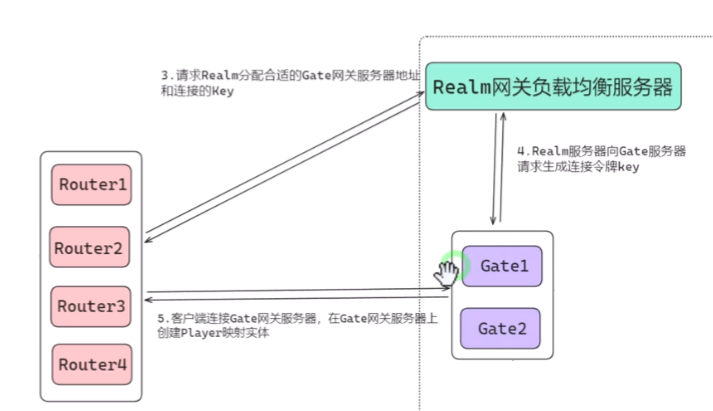 3.请求Realm分配合适的Gate网关服务器地址
和连接的Key
Realm网关负载均衡服务器
4.Realm服务器向Gate服务器
请求生成连接令牌key
Router1
Router2
Router3
Router4
Gate1
Gate2
5.客户端连接Gate网关服务器，在Gate网关服务器上
创建Player映射实体